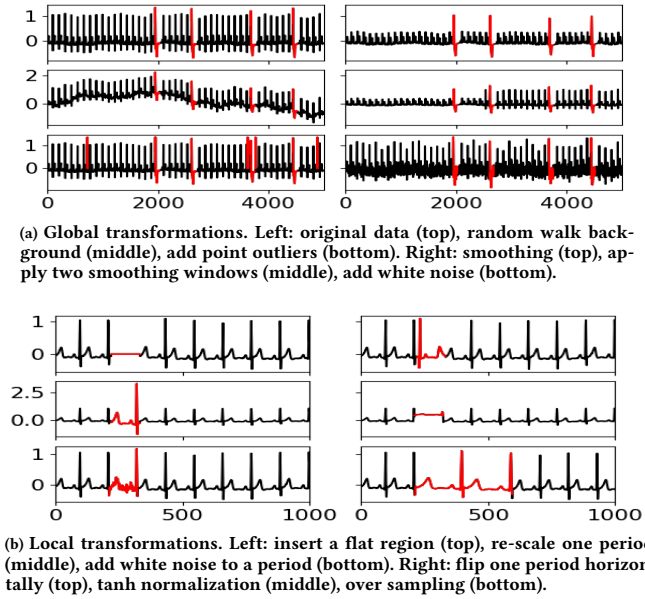 1
0
2
0
1
0
0 2000 4000 0 2000 4000
(a) Global transformations. Left: original data (top), random walk back-
ground (middle), add point outliers (bottom). Right: smoothing (top), ap-
ply two smoothing windows (middle), add white noise (bottom).
1
0
2.5
0.0
1
0
0 500 1000 0 500 1000
(b) Local transformations. Left: insert a flat region (top), re-scale one period
(middle), add white noise to a period (bottom). Right: flip one period horizon
tally (top), tanh normalization (middle), over sampling (bottom).